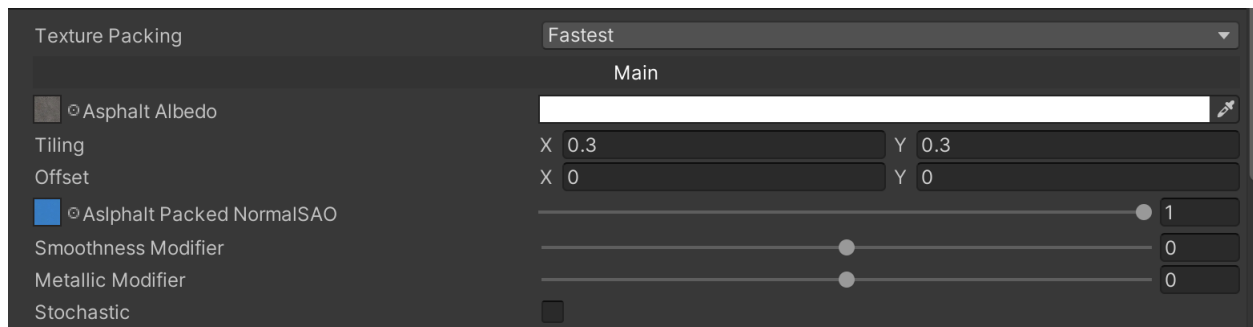 Texture Packing Fastest
Main
Asphalt Albedo
Tiling X 0.3 Y 0.3
Offset X 0 Y 0
Aslphalt Packed NormalSAO 1
Smoothness Modifier 0
Metallic Modifier 0
Stochastic